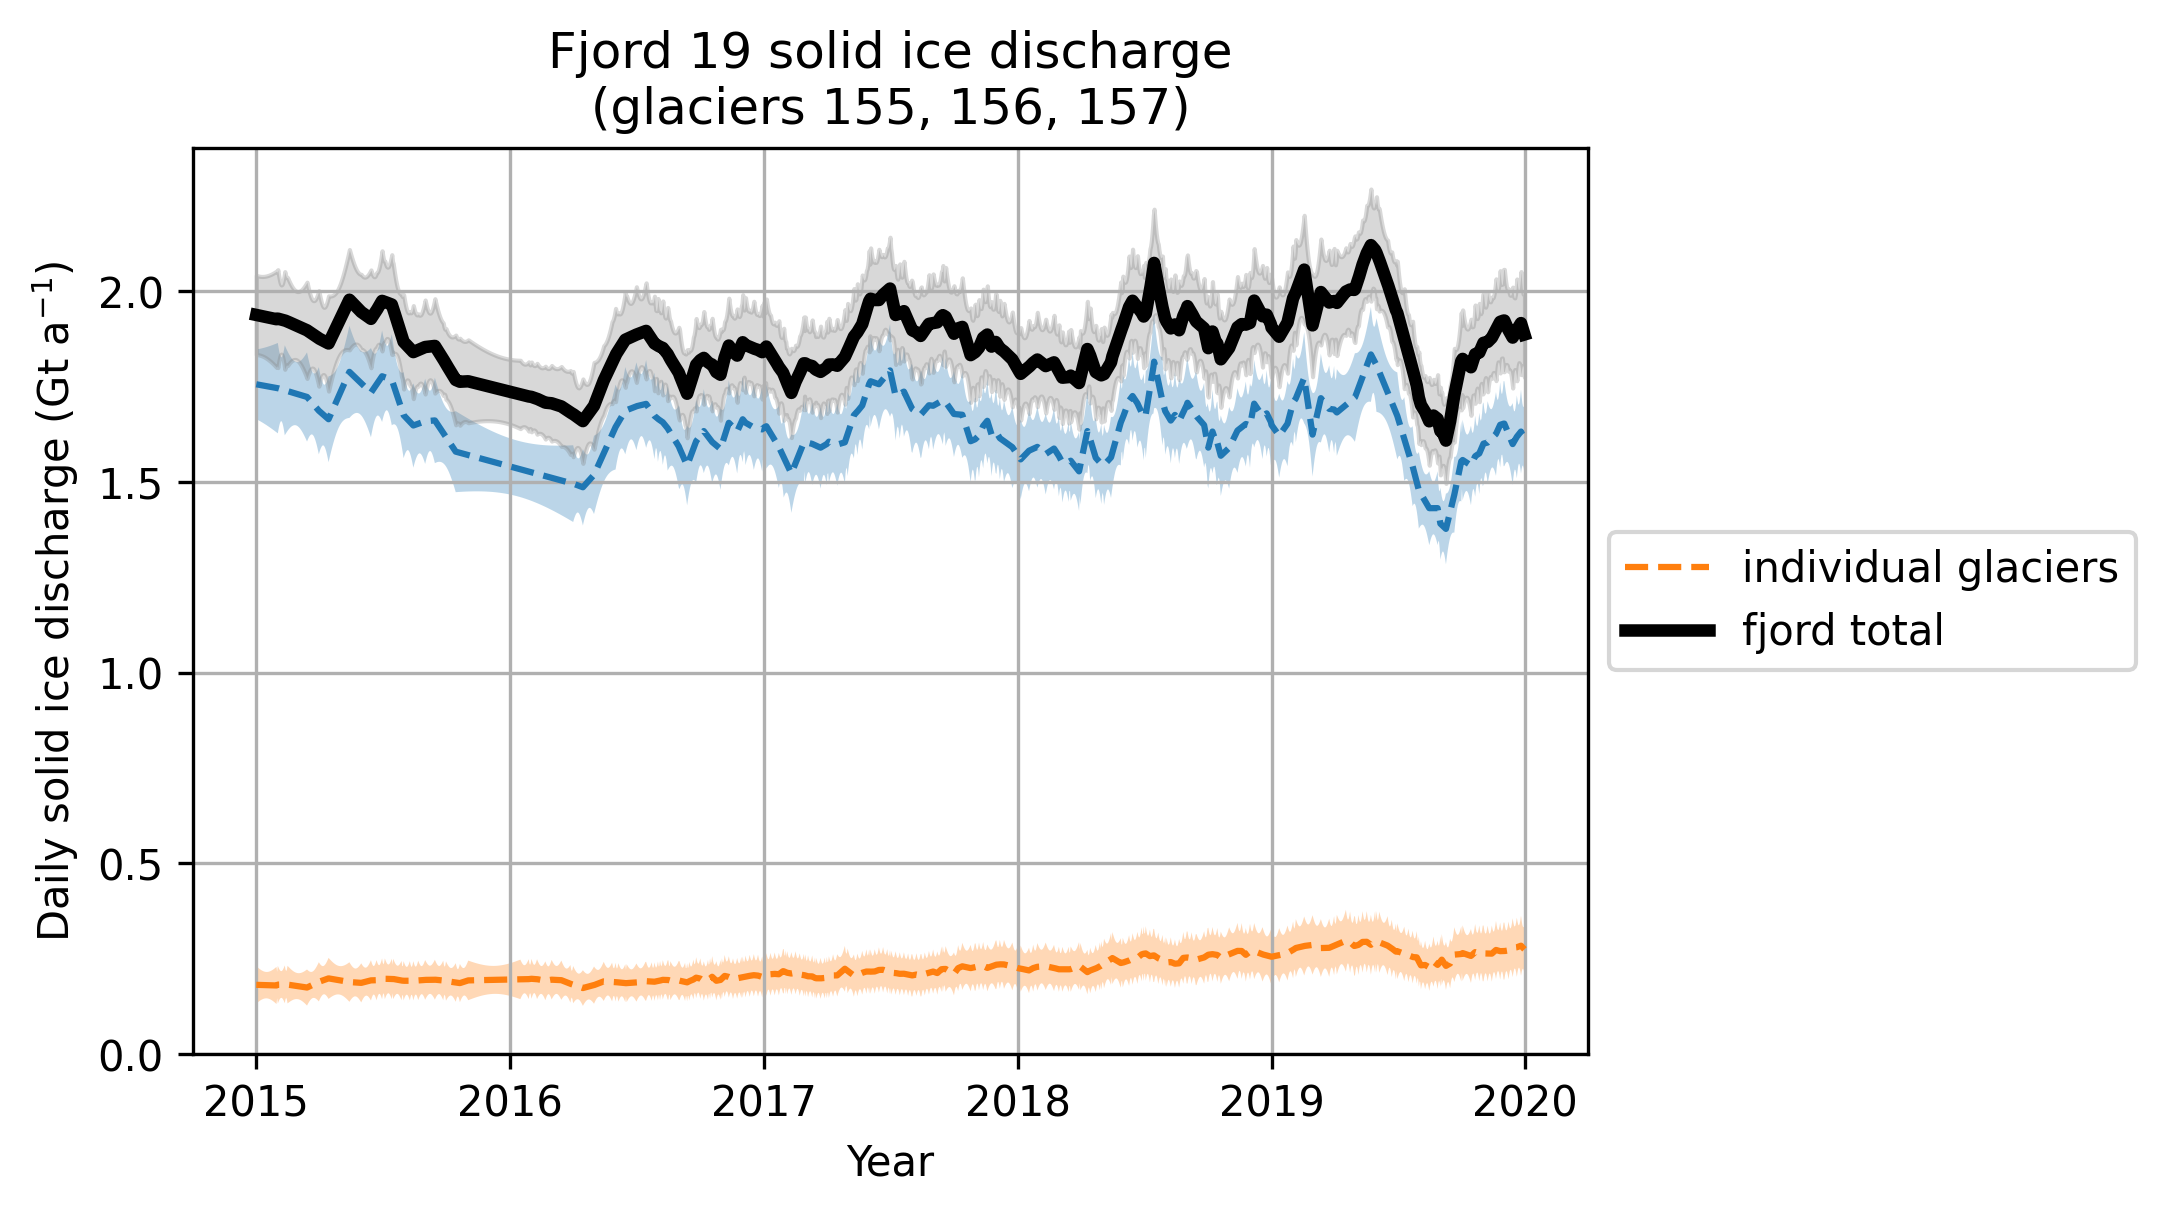 Fjord 19 solid ice discharge
(glaciers 155, 156, 157)
Daily solid ice discharge (Gt a⁻¹)
2.0
1.5
1.0
0.5
0.0
2015 2016 2017 2018 2019 2020
Year
individual glaciers
fjord total